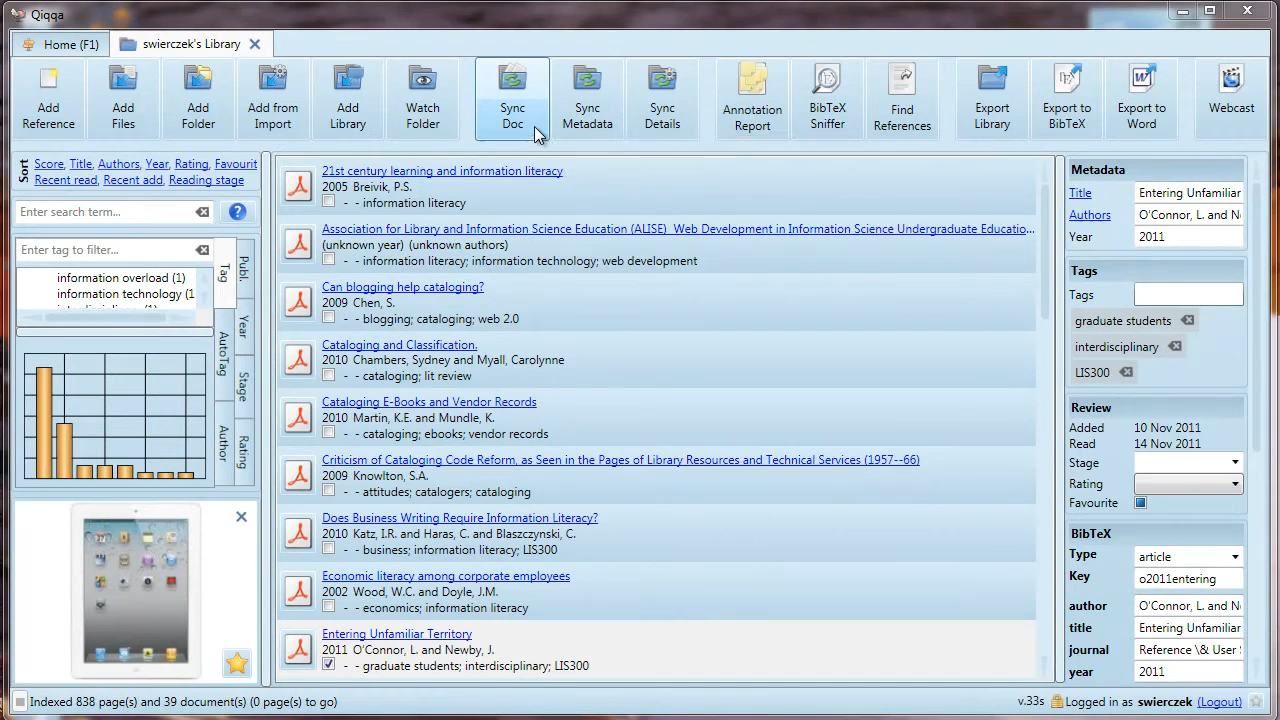 Qiqqa
Home (F1)
swierczek's Library
Add Reference
Add Files
Add Folder
Add from Import
Add Library
Watch Folder
Sync Doc
Sync Metadata
Sync Details
Annotation Report
BibTeX Sniffer
Find References
Export Library
Export to BibTeX
Export to Word
Webcast
Sort
Score, Title, Authors, Year, Rating, Favourit
Recent read, Recent add, Reading stage
Enter search term...
?
Enter tag to filter...
information overload (1)
information technology (1
Tag
AutoTag
Author
Publ.
Year
Stage
Rating
21st century learning and information literacy
2005 Breivik, P.S.
- - information literacy
Association for Library and Information Science Education (ALISE) Web Development in Information Science Undergraduate Educatio...
(unknown year) (unknown authors)
- - information literacy; information technology; web development
Can blogging help cataloging?
2009 Chen, S.
- - blogging; cataloging; web 2.0
Cataloging and Classification.
2010 Chambers, Sydney and Myall, Carolynne
- - cataloging; lit review
Cataloging E-Books and Vendor Records
2010 Martin, K.E. and Mundle, K.
- - cataloging; ebooks; vendor records
Criticism of Cataloging Code Reform, as Seen in the Pages of Library Resources and Technical Services (1957--66)
2009 Knowlton, S.A.
- - attitudes; catalogers; cataloging
Does Business Writing Require Information Literacy?
2010 Katz, I.R. and Haras, C. and Blaszczynski, C.
- - business; information literacy; LIS300
Economic literacy among corporate employees
2002 Wood, W.C. and Doyle, J.M.
- - economics; information literacy
Entering Unfamiliar Territory
2011 O'Connor, L. and Newby, J.
- - graduate students; interdisciplinary; LIS300
Metadata
Title Entering Unfamiliar
Authors O'Connor, L. and N
Year 2011
Tags
Tags
graduate students
interdisciplinary
LIS300
Review
Added 10 Nov 2011
Read 14 Nov 2011
Stage
Rating
Favourite
BibTeX
Type article
Key o2011entering
author O'Connor, L. and N
title Entering Unfamiliar
journal Reference \& User
year 2011
Indexed 838 page(s) and 39 document(s) (0 page(s) to go)
v.33s
Logged in as swierczek (Logout)